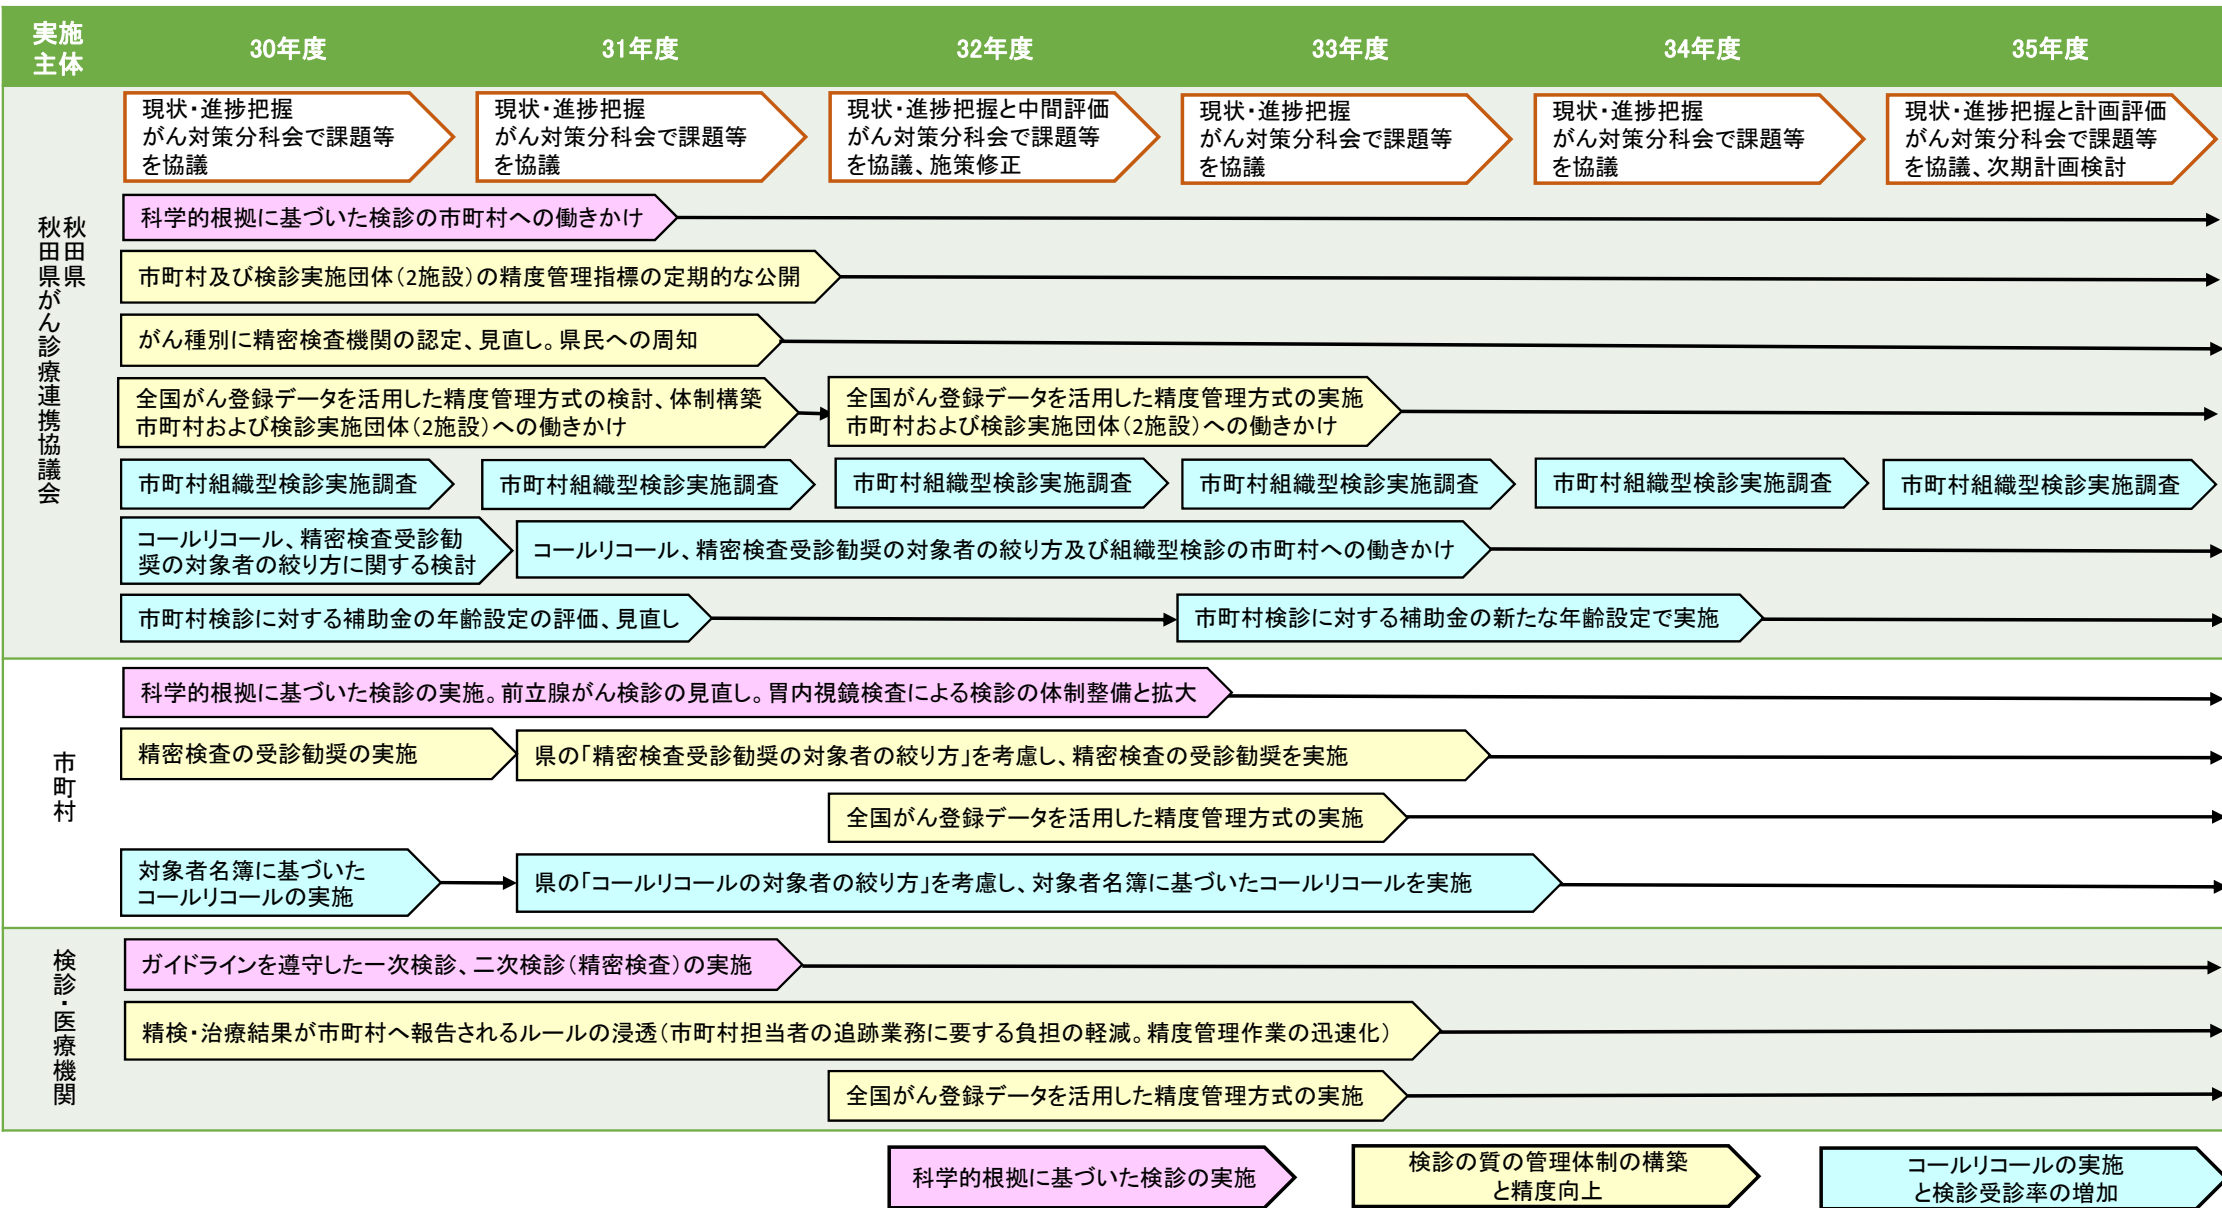 実施
主体
30年度
31年度
32年度
33年度
34年度
35年度
秋田県
秋田県がん診療連携協議会
現状・進捗把握
がん対策分科会で課題等
を協議
現状・進捗把握
がん対策分科会で課題等
を協議
現状・進捗把握と中間評価
がん対策分科会で課題等
を協議、施策修正
現状・進捗把握
がん対策分科会で課題等
を協議
現状・進捗把握
がん対策分科会で課題等
を協議
現状・進捗把握と計画評価
がん対策分科会で課題等
を協議、次期計画検討
科学的根拠に基づいた検診の市町村への働きかけ
市町村及び検診実施団体（2施設）の精度管理指標の定期的な公開
がん種別に精密検査機関の認定、見直し。県民への周知
全国がん登録データを活用した精度管理方式の検討、体制構築
市町村および検診実施団体（2施設）への働きかけ
全国がん登録データを活用した精度管理方式の実施
市町村および検診実施団体（2施設）への働きかけ
市町村組織型検診実施調査
市町村組織型検診実施調査
市町村組織型検診実施調査
市町村組織型検診実施調査
市町村組織型検診実施調査
市町村組織型検診実施調査
コールリコール、精密検査受診勧
奨の対象者の絞り方に関する検討
コールリコール、精密検査受診勧奨の対象者の絞り方及び組織型検診の市町村への働きかけ
市町村検診に対する補助金の年齢設定の評価、見直し
市町村検診に対する補助金の新たな年齢設定で実施
市町村
科学的根拠に基づいた検診の実施。前立腺がん検診の見直し。胃内視鏡検査による検診の体制整備と拡大
精密検査の受診勧奨の実施
県の「精密検査受診勧奨の対象者の絞り方」を考慮し、精密検査の受診勧奨を実施
全国がん登録データを活用した精度管理方式の実施
対象者名簿に基づいた
コールリコールの実施
県の「コールリコールの対象者の絞り方」を考慮し、対象者名簿に基づいたコールリコールを実施
検診・医療機関
ガイドラインを遵守した一次検診、二次検診（精密検査）の実施
精検・治療結果が市町村へ報告されるルールの浸透（市町村担当者の追跡業務に要する負担の軽減。精度管理作業の迅速化）
全国がん登録データを活用した精度管理方式の実施
科学的根拠に基づいた検診の実施
検診の質の管理体制の構築
と精度向上
コールリコールの実施
と検診受診率の増加